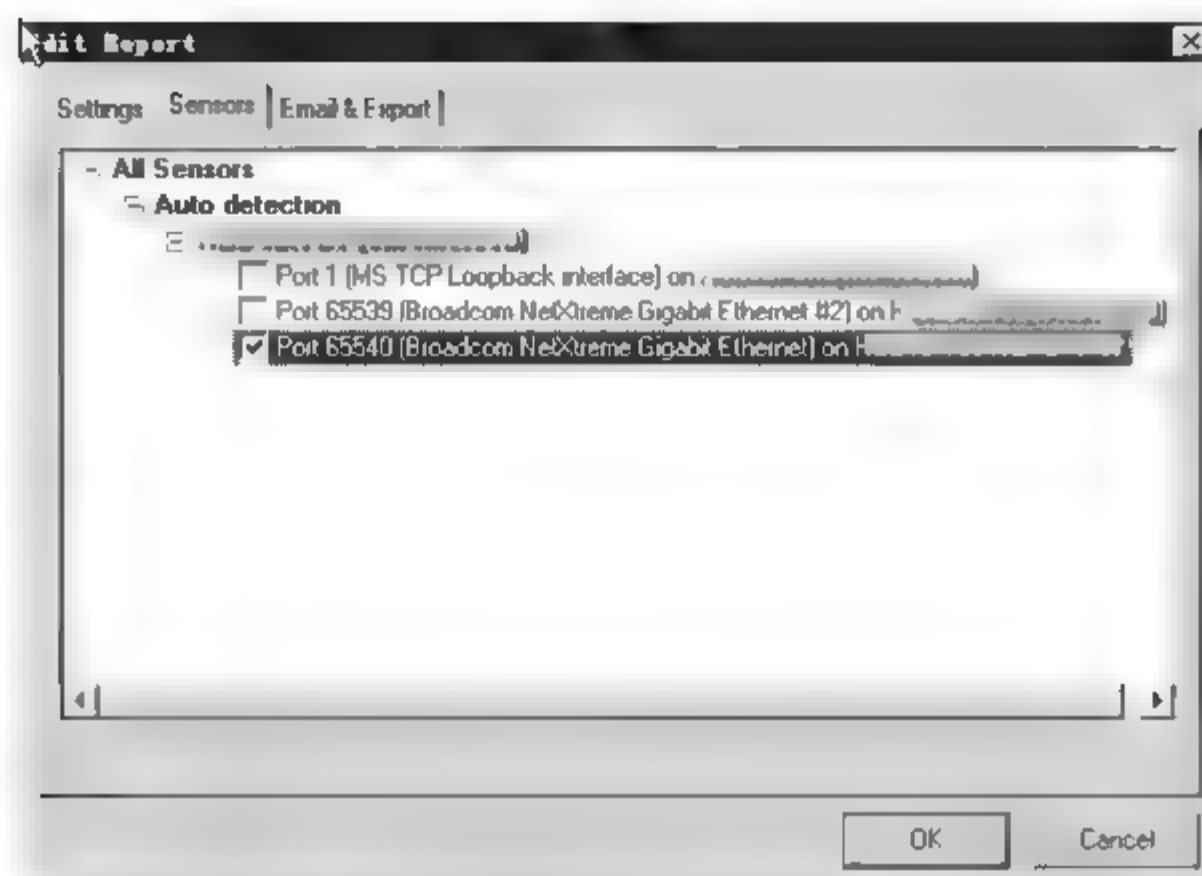 Edit Report
Settings Sensors Email & Export
All Sensors
Auto detection
Port 1 (MS TCP Loopback interface) on
Port 65539 (Broadcom NetXtreme Gigabit Ethernet #2) on H
Port 65540 (Broadcom NetXtreme Gigabit Ethernet) on H
OK Cancel